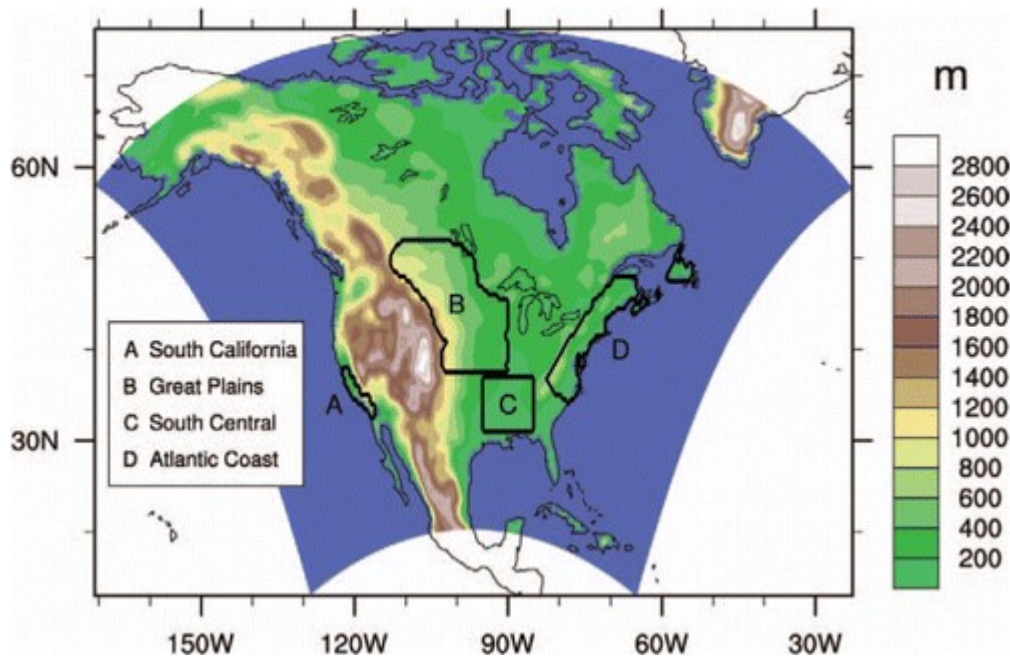 m
60N
30N
2800
2600
2400
2200
2000
1800
1600
1400
1200
1000
800
600
400
200
B
D
A
C
A South California
B Great Plains
C South Central
D Atlantic Coast
150W 120W 90W 60W 30W